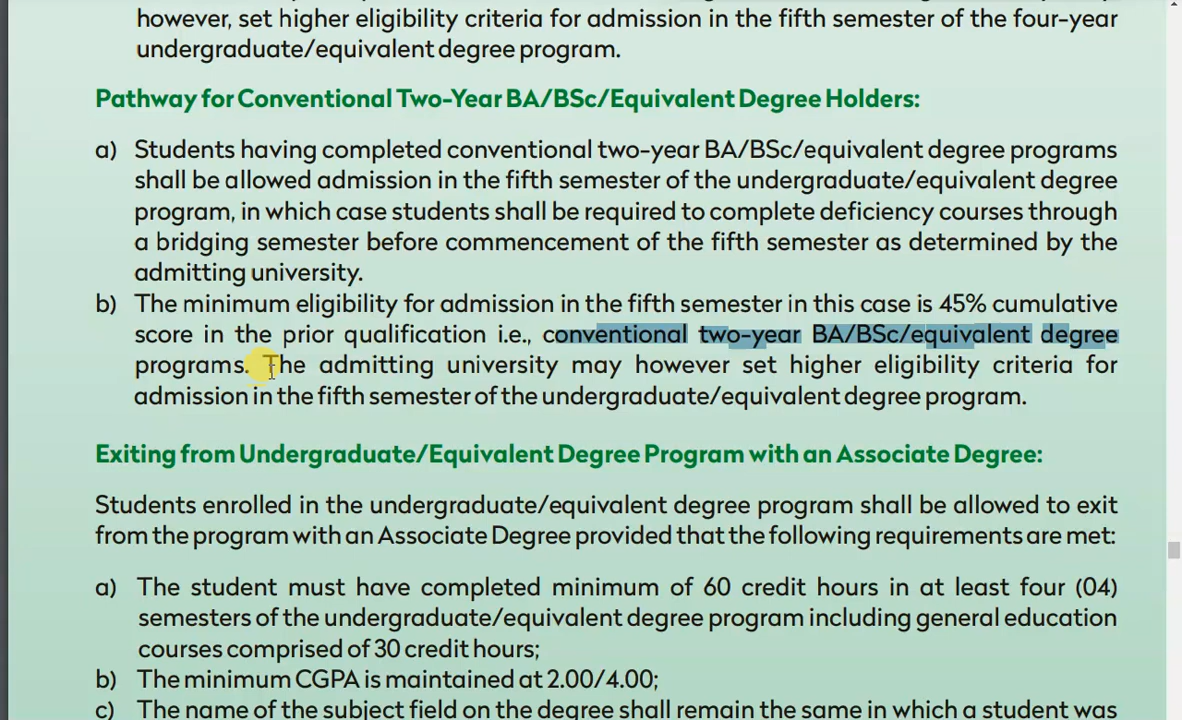 however, set higher eligibility criteria for admission in the fifth semester of the four-year
undergraduate/equivalent degree program.
Pathway for Conventional Two-Year BA/BSc/Equivalent Degree Holders:
a) Students having completed conventional two-year BA/BSc/equivalent degree programs
shall be allowed admission in the fifth semester of the undergraduate/equivalent degree
program, in which case students shall be required to complete deficiency courses through
a bridging semester before commencement of the fifth semester as determined by the
admitting university.
b) The minimum eligibility for admission in the fifth semester in this case is 45% cumulative
score in the prior qualification i.e., conventional two-year BA/BSc/equivalent degree
programs. The admitting university may however set higher eligibility criteria for
admission in the fifth semester of the undergraduate/equivalent degree program.
Exiting from Undergraduate/Equivalent Degree Program with an Associate Degree:
Students enrolled in the undergraduate/equivalent degree program shall be allowed to exit
from the program with an Associate Degree provided that the following requirements are met:
a) The student must have completed minimum of 60 credit hours in at least four (04)
semesters of the undergraduate/equivalent degree program including general education
courses comprised of 30 credit hours;
b) The minimum CGPA is maintained at 2.00/4.00;
c) The name of the subject field on the degree shall remain the same in which a student was